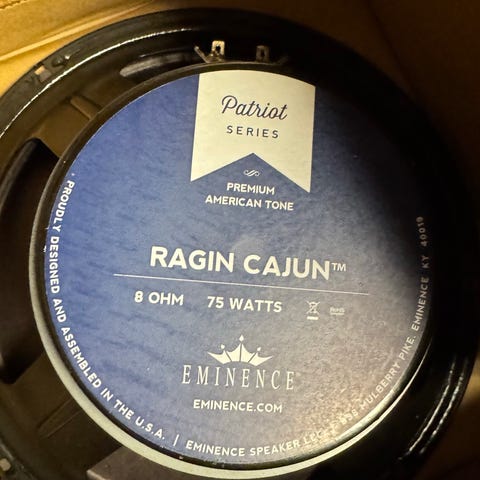 Patriot
SERIES
PREMIUM
AMERICAN TONE
RAGIN CAJUN™
8 OHM 75 WATTS
RoHS
EMINENCE®
EMINENCE.COM
PROUDLY DESIGNED AND ASSEMBLED IN THE U.S.A. | EMINENCE SPEAKER MULBERRY PIKE, EMINENCE KY 40019